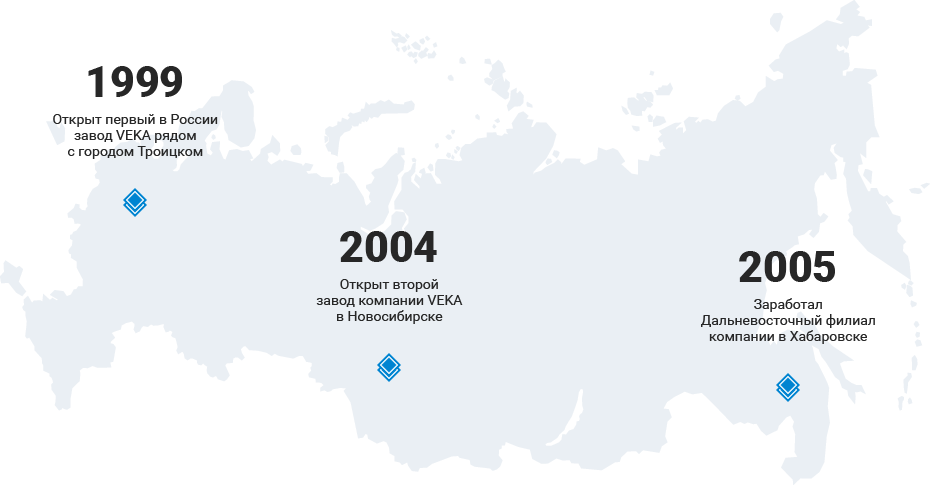 1999
Открыт первый в России
завод VEKA рядом
с городом Троицком
2004
Открыт второй
завод компании VEKA
в Новосибирске
2005
Заработал
Дальневосточный филиал
компании в Хабаровске